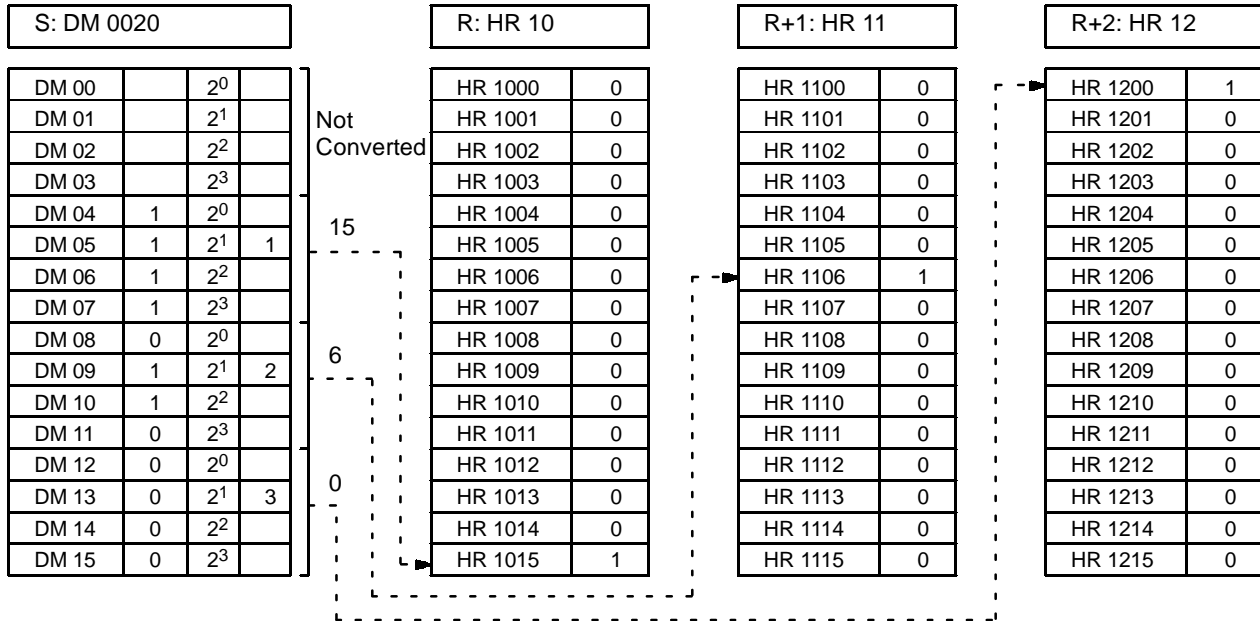 S: DM 0020 R: HR 10 R+1: HR 11 R+2: HR 12
DM 00 2⁰ HR 1000 0 HR 1100 0 HR 1200 1
DM 01 2¹ Not HR 1001 0 HR 1101 0 HR 1201 0
DM 02 2² Converted HR 1002 0 HR 1102 0 HR 1202 0
DM 03 2³ HR 1003 0 HR 1103 0 HR 1203 0
DM 04 1 2⁰ 15 HR 1004 0 HR 1104 0 HR 1204 0
DM 05 1 2¹ 1 HR 1005 0 HR 1105 0 HR 1205 0
DM 06 1 2² HR 1006 0 HR 1106 1 HR 1206 0
DM 07 1 2³ HR 1007 0 HR 1107 0 HR 1207 0
DM 08 0 2⁰ HR 1008 0 HR 1108 0 HR 1208 0
DM 09 1 2¹ 2 6 HR 1009 0 HR 1109 0 HR 1209 0
DM 10 1 2² HR 1010 0 HR 1110 0 HR 1210 0
DM 11 0 2³ HR 1011 0 HR 1111 0 HR 1211 0
DM 12 0 2⁰ HR 1012 0 HR 1112 0 HR 1212 0
DM 13 0 2¹ 3 0 HR 1013 0 HR 1113 0 HR 1213 0
DM 14 0 2² HR 1014 0 HR 1114 0 HR 1214 0
DM 15 0 2³ HR 1015 1 HR 1115 0 HR 1215 0